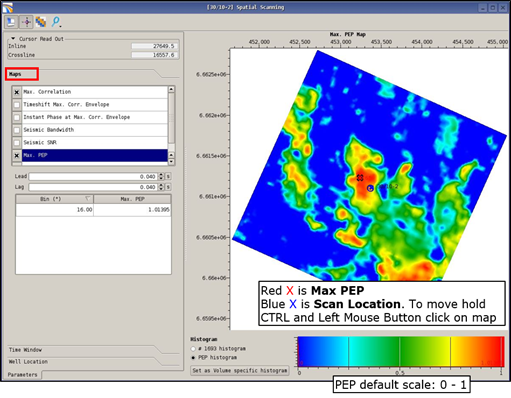 [30/10-2] Spatial Scanning
Cursor Read Out
Inline 27649.5
Crossline 16557.6
Maps
Max. Correlation
Timeshift Max. Corr. Envelope
Instant Phase at Max. Corr. Envelope
Seismic Bandwidth
Seismic SNR
Max. PEP
Lead 0.040 s
Lag 0.040 s
Bin (°) Max. PEP
16.00 1.01395
Time Window
Well Location
Parameters
Max. PEP Map
452,000 452,500 453,000 453,500 454,000 454,500
6.6625e+06
6.662e+06
6.6615e+06
6.661e+06
6.6605e+06
6.66e+06
6.6595e+06
Red X is Max PEP
Blue X is Scan Location. To move hold
CTRL and Left Mouse Button click on map
Histogram
# 1693 histogram
PEP histogram
Set as Volume specific histogram
0 0.5 1
PEP default scale: 0 - 1